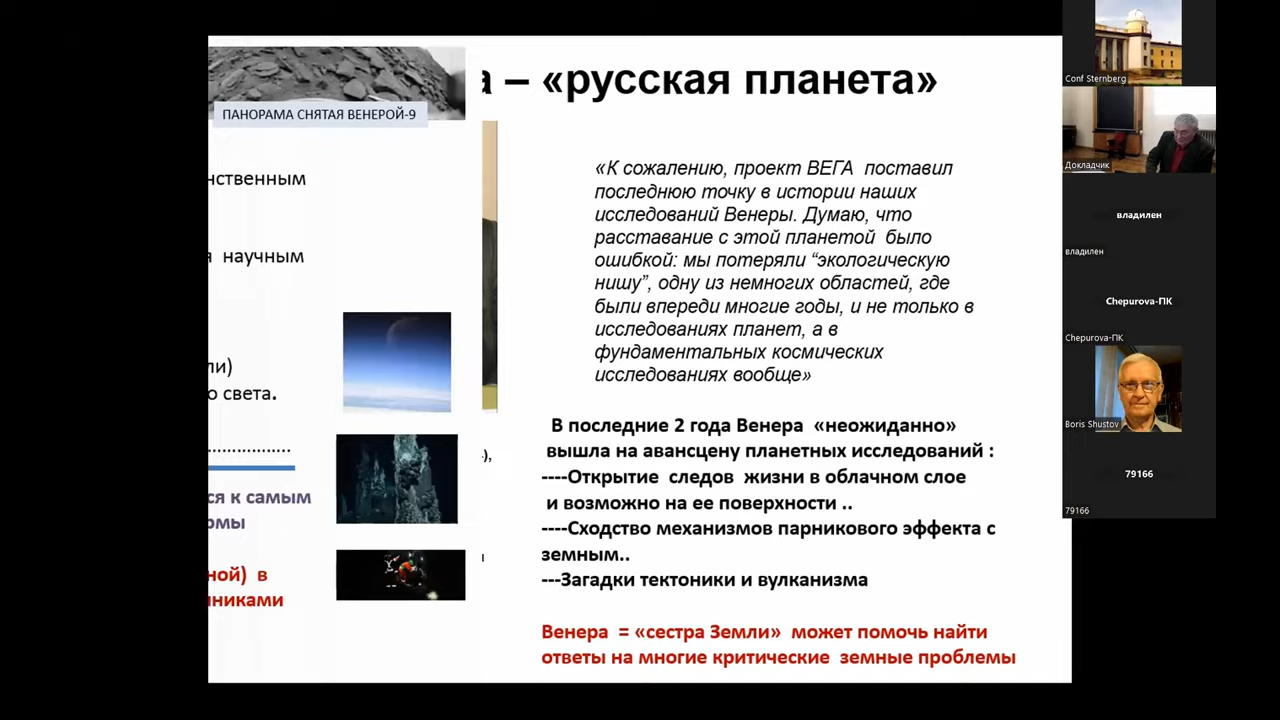 а – «русская планета»
ПАНОРАМА СНЯТАЯ ВЕНЕРОЙ-9
нственным
я научным
ли)
о света.
..................
ся к самым
рмы
ной) в
никами
),
«К сожалению, проект ВЕГА поставил
последнюю точку в истории наших
исследований Венеры. Думаю, что
расставание с этой планетой было
ошибкой: мы потеряли “экологическую
нишу”, одну из немногих областей, где
были впереди многие годы, и не только в
исследованиях планет, а в
фундаментальных космических
исследованиях вообще»
В последние 2 года Венера «неожиданно»
вышла на авансцену планетных исследований :
----Открытие следов жизни в облачном слое
и возможно на ее поверхности ..
----Сходство механизмов парникового эффекта с
земным..
---Загадки тектоники и вулканизма
Венера = «сестра Земли» может помочь найти
ответы на многие критические земные проблемы
Conf Sternberg
Докладчик
владилен
владилен
Chepurova-ПК
Chepurova-ПК
Boris Shustov
79166
79166